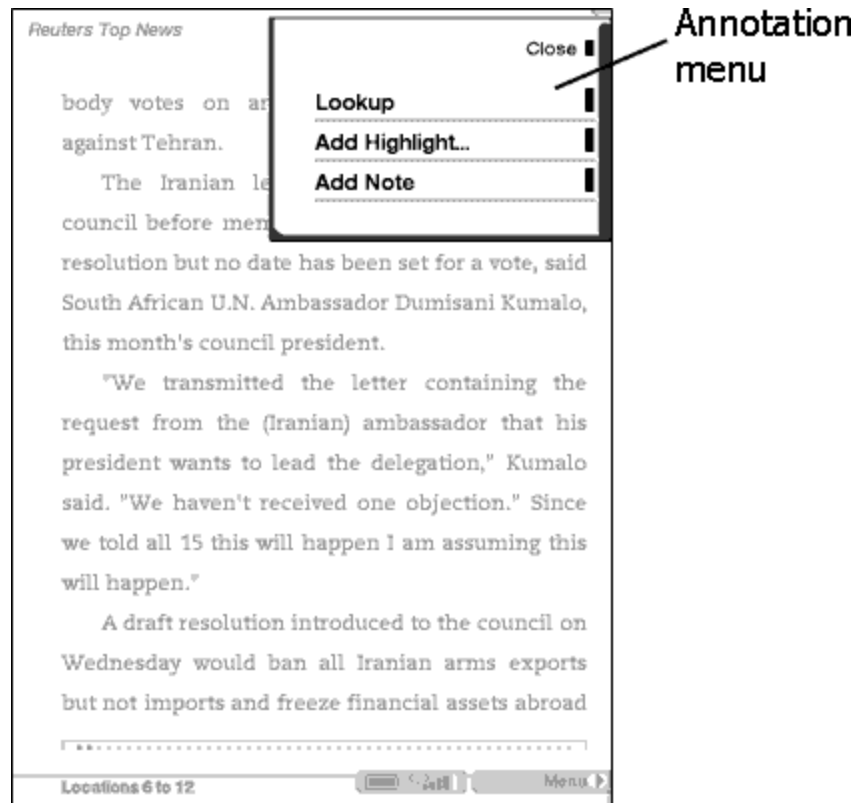 Reuters Top News
Close
Annotation
menu
Lookup
Add Highlight...
Add Note
body votes on
against Tehran.
The Iranian
council before
resolution but no date has been set for a vote, said
South African U.N. Ambassador Dumisani Kumalo,
this month's council president.
"We transmitted the letter containing the
request from the (Iranian) ambassador that his
president wants to lead the delegation," Kumalo
said. "We haven't received one objection." Since
we told all 15 this will happen I am assuming this
will happen."
A draft resolution introduced to the council on
Wednesday would ban all Iranian arms exports
but not imports and freeze financial assets abroad
Locations 6 to 12
Menu